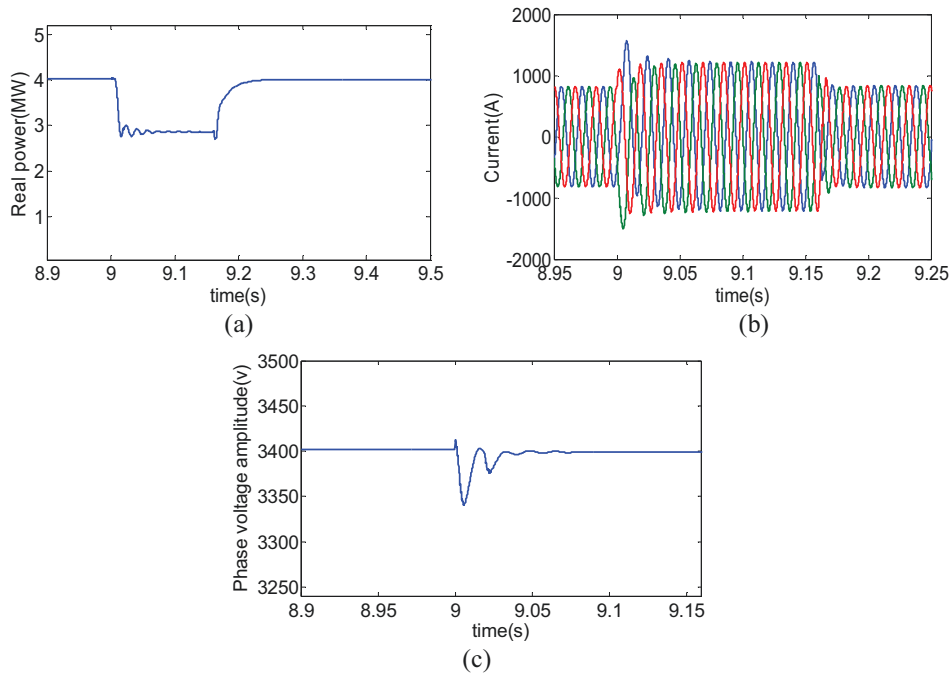 5
4
3
2
1
8.9 9 9.1 9.2 9.3 9.4 9.5
Real power(MW)
time(s)
(a)
2000
1000
0
-1000
-2000
8.95 9 9.05 9.1 9.15 9.2 9.25
Current(A)
time(s)
(b)
3500
3450
3400
3350
3300
3250
8.9 8.95 9 9.05 9.1 9.15
Phase voltage amplitude(v)
time(s)
(c)